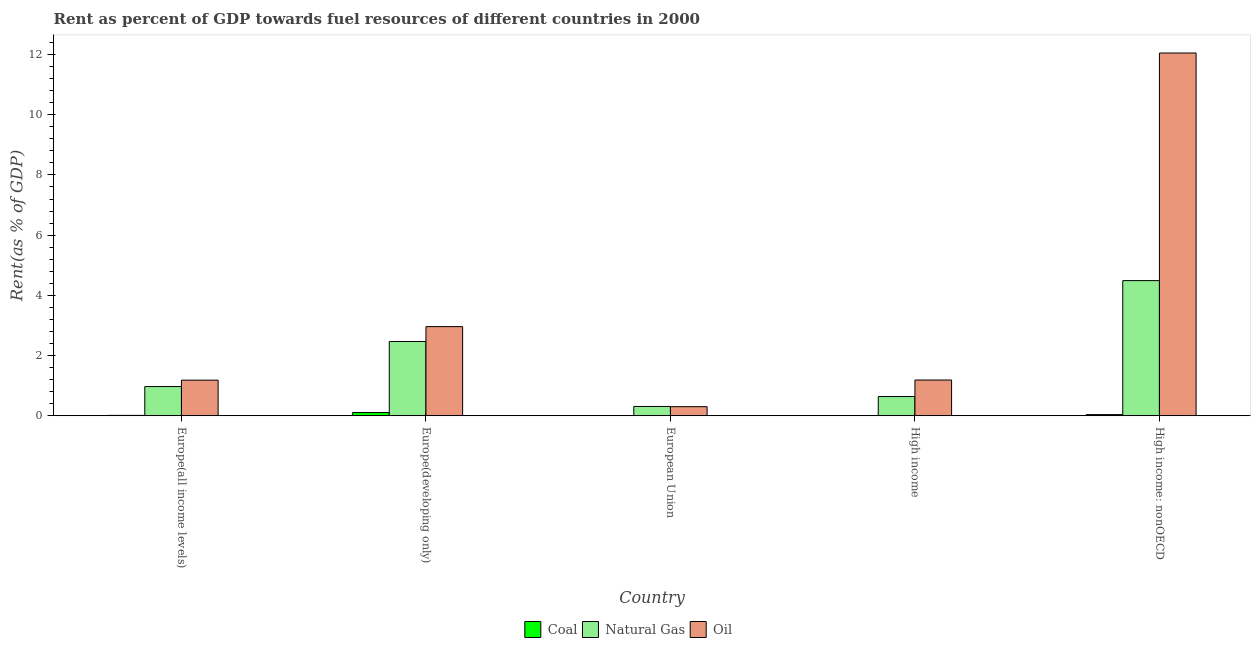 Rent as percent of GDP towards fuel resources of different countries in 2000
Rent(as % of GDP)
12
10
8
6
4
2
0
Europe(all income levels)
Europe(developing only)
European Union
High income
High income: nonOECD
Country
Coal
Natural Gas
Oil